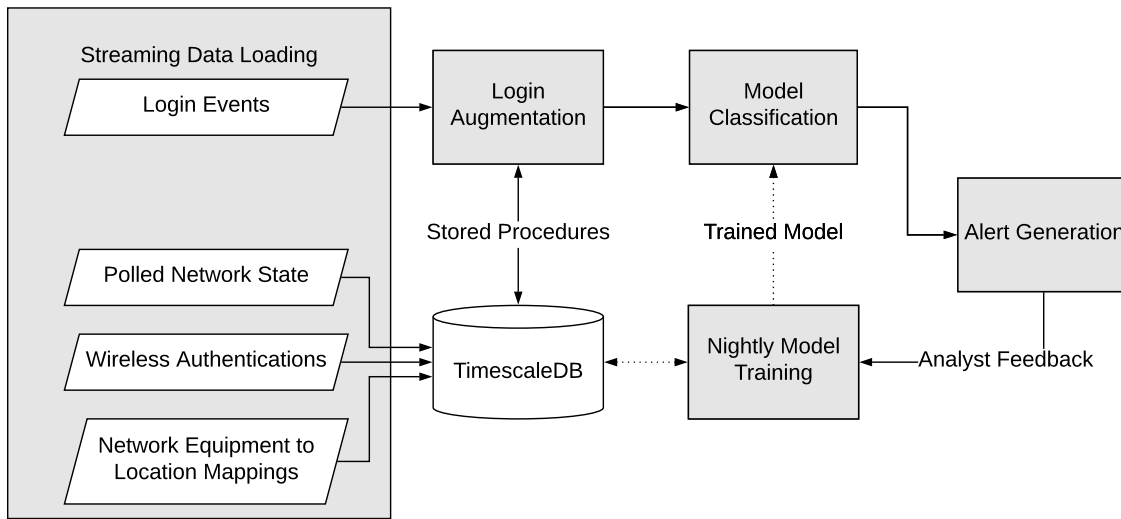 Streaming Data Loading
Login Events
Login
Augmentation
Model
Classification
Stored Procedures
Trained Model
Alert Generation
Polled Network State
Wireless Authentications
TimescaleDB
Nightly Model
Training
Analyst Feedback
Network Equipment to
Location Mappings